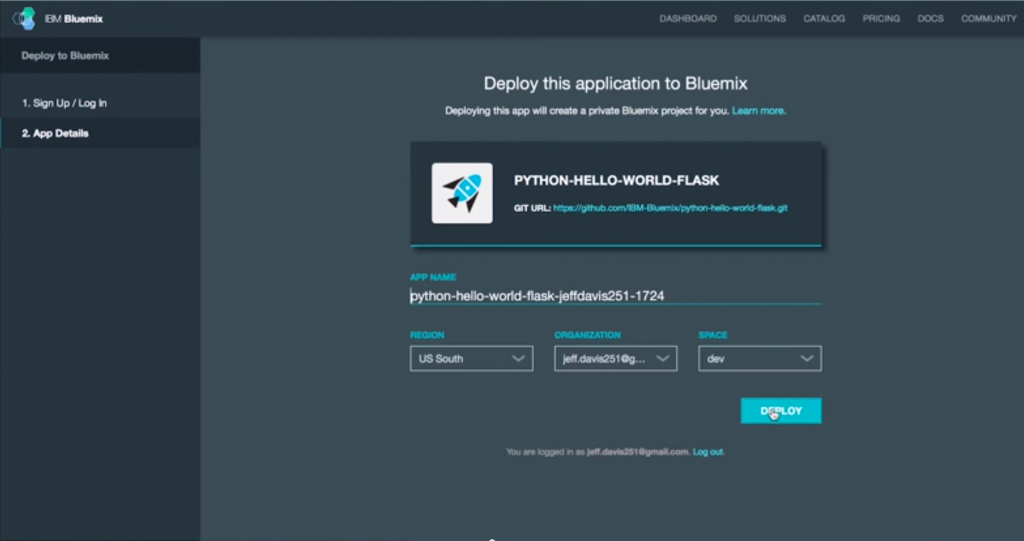 IBM Bluemix
DASHBOARD SOLUTIONS CATALOG PRICING DOCS COMMUNITY
Deploy to Bluemix
1. Sign Up / Log In
2. App Details
Deploy this application to Bluemix
Deploying this app will create a private Bluemix project for you. Learn more.
PYTHON-HELLO-WORLD-FLASK
GIT URL: https://github.com/IBM-Bluemix/python-hello-world-flask.git
APP NAME
python-hello-world-flask-jeffdavis251-1724
REGION ORGANIZATION SPACE
US South jeff.davis251@g... dev
DEPLOY
You are logged in as jeff.davis251@gmail.com. Log out.